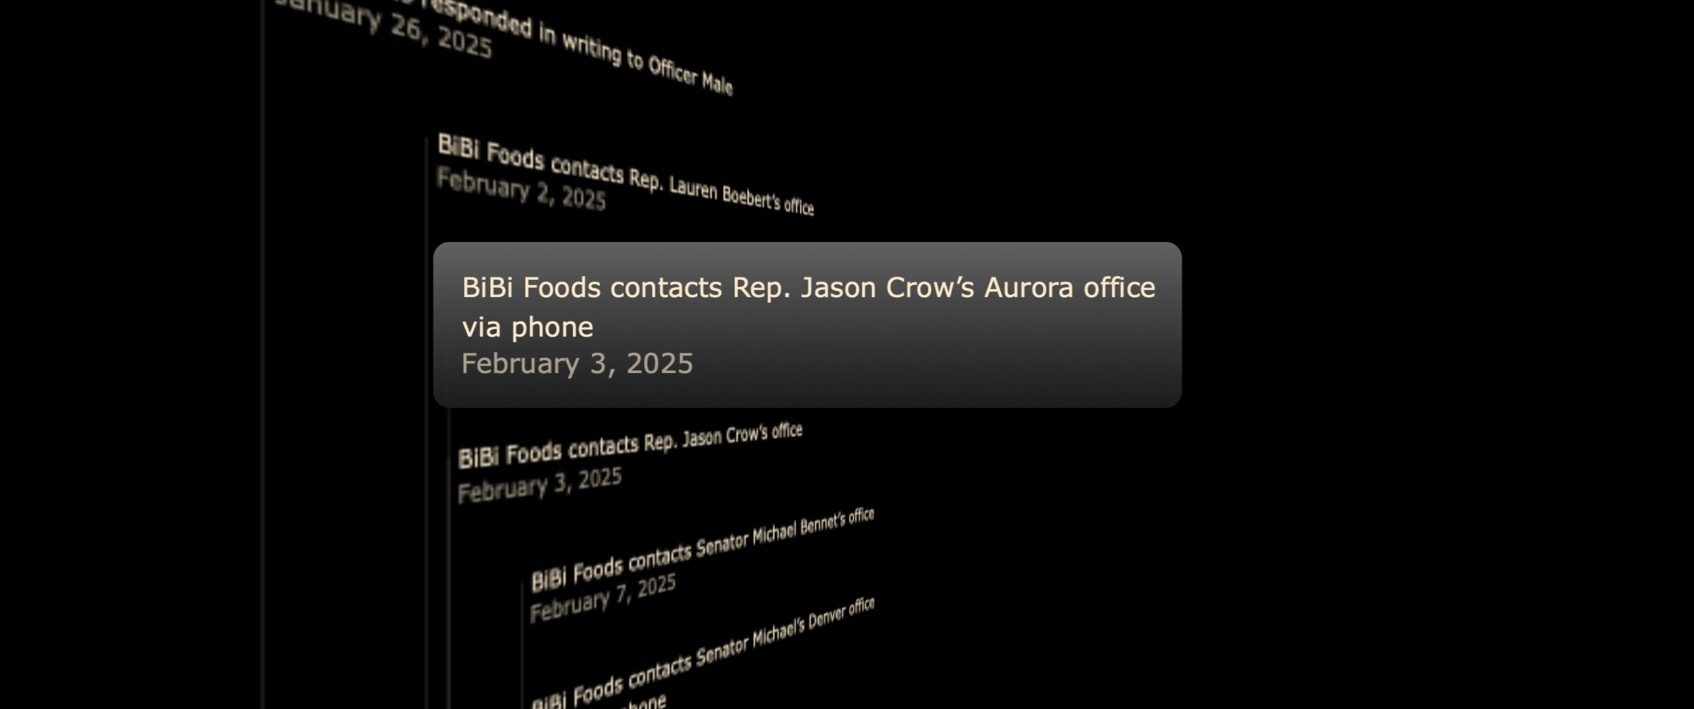 responded in writing to Officer Male
January 26, 2025
BiBi Foods contacts Rep. Lauren Boebert’s office
February 2, 2025
BiBi Foods contacts Rep. Jason Crow’s Aurora office
via phone
February 3, 2025
BiBi Foods contacts Rep. Jason Crow’s office
February 3, 2025
BiBi Foods contacts Senator Michael Bennet’s office
February 7, 2025
BiBi Foods contacts Senator Michael’s Denver office
phone